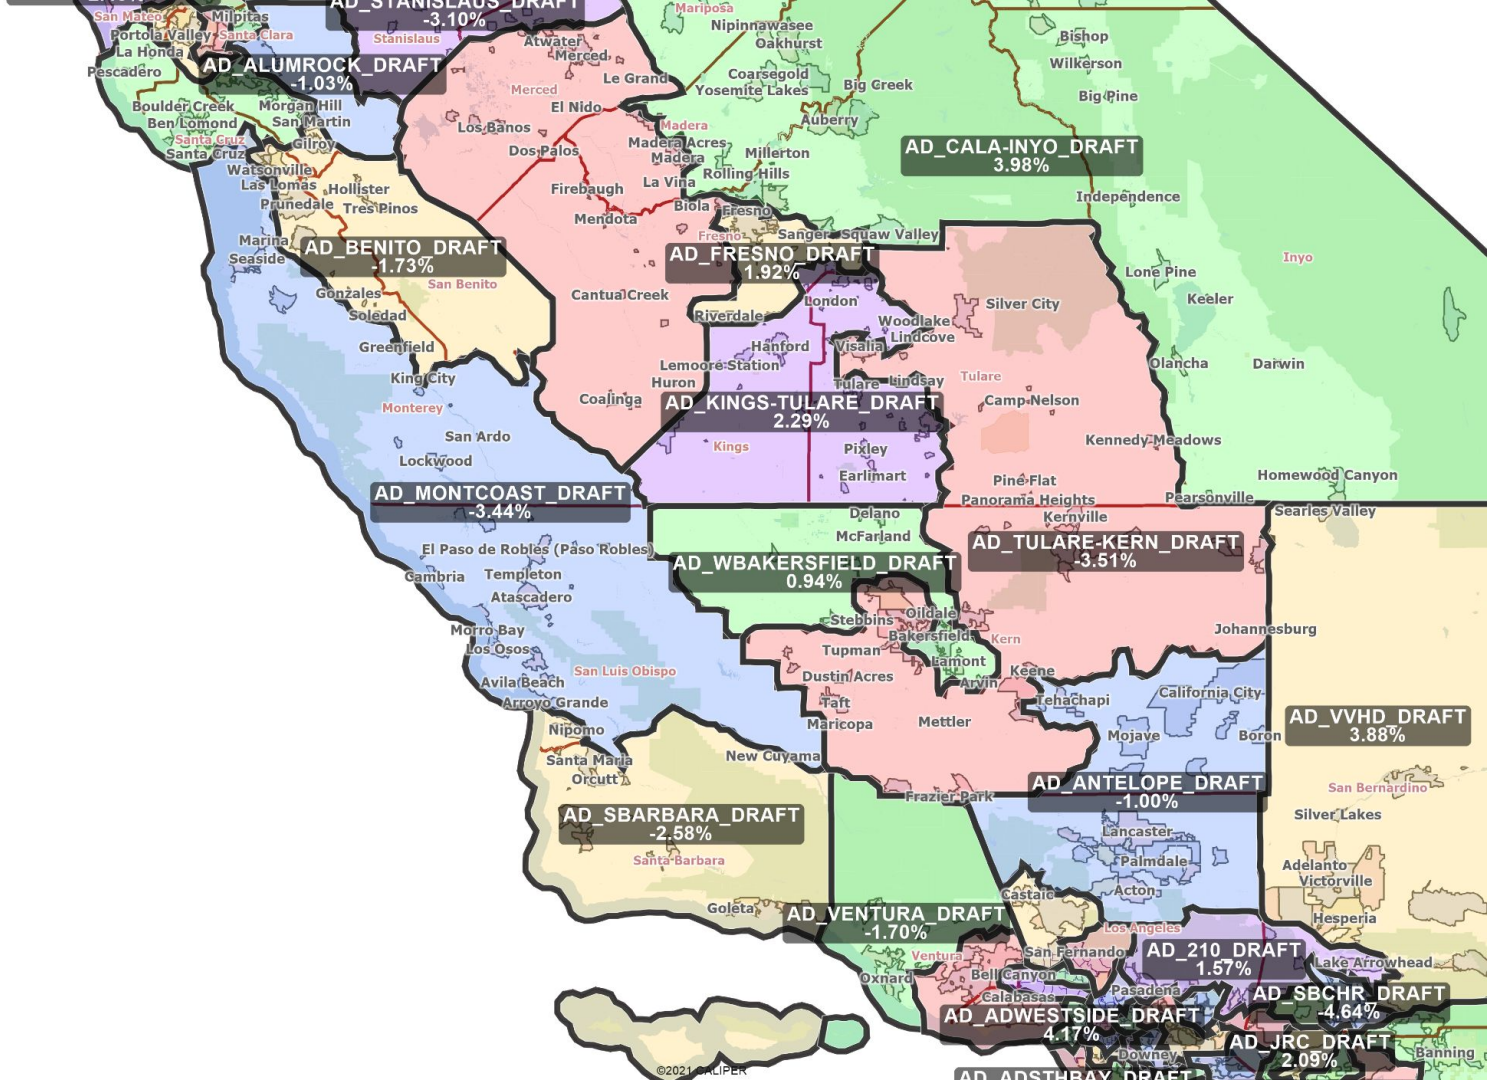 AD_STANISLAUS_DRAFT
-3.10%
San Mateo
Milpitas
Portola Valley
Santa Clara
La Honda
Stanislaus
Pescadero
AD_ALUMROCK_DRAFT
-1.03%
Boulder Creek
Morgan Hill
Ben Lomond
San Martin
Santa Cruz
Gilroy
Santa Cruz
Watsonville
Las Lomas
Hollister
Prunedale
Tres Pinos
Marina
AD_BENITO_DRAFT
-1.73%
Seaside
San Benito
Gonzales
Soledad
Greenfield
King City
Monterey
San Ardo
Lockwood
AD_MONTCOAST_DRAFT
-3.44%
Mariposa
Nipinnawasee
Oakhurst
Atwater
Merced
Le Grand
Coarsegold
Yosemite Lakes
Merced
El Nido
Big Creek
Los Banos
Auberry
Madera
Dos Palos
Madera Acres
Madera
Millerton
La Vina
Rolling Hills
Firebaugh
Biola
Fresno
Mendota
Fresno
Sanger
Squaw Valley
AD_FRESNO_DRAFT
1.92%
Cantua Creek
London
Riverdale
Bishop
Wilkerson
Big Pine
AD_CALA-INYO_DRAFT
3.98%
Independence
Inyo
Lone Pine
Keeler
Silver City
Woodlake
Lindcove
Hanford
Visalia
Lemoore Station
Huron
Tulare
Lindsay
Tulare
Olancha
Darwin
Coalinga
AD_KINGS-TULARE_DRAFT
2.29%
Camp Nelson
Kings
Pixley
Kennedy Meadows
Earlimart
Pine Flat
Homewood Canyon
Panorama Heights
Pearsonville
Delano
Kernville
Searles Valley
McFarland
AD_TULARE-KERN_DRAFT
-3.51%
El Paso de Robles (Paso Robles)
AD_WBAKERSFIELD_DRAFT
0.94%
Cambria
Templeton
Atascadero
Morro Bay
Los Osos
Stebbins
Oildale
Bakersfield
Kern
Johannesburg
Tupman
Lamont
San Luis Obispo
Dustin Acres
Arvin
Keene
Avila Beach
Taft
Tehachapi
California City
Arroyo Grande
Maricopa
Mettler
Nipomo
Mojave
Boron
AD_VVHD_DRAFT
3.88%
Santa Maria
New Cuyama
Orcutt
Frazier Park
AD_ANTELOPE_DRAFT
-1.00%
San Bernardino
Silver Lakes
AD_SBARBARA_DRAFT
-2.58%
Lancaster
Santa Barbara
Palmdale
Adelanto
Victorville
Castaic
Acton
Goleta
AD_VENTURA_DRAFT
-1.70%
Hesperia
Los Angeles
Ventura
San Fernando
AD_210_DRAFT
1.57%
Lake Arrowhead
Oxnard
Bell Canyon
Calabasas
Pasadena
AD_SBCHR_DRAFT
-4.64%
AD_ADWESTSIDE_DRAFT
4.17%
AD_JRC_DRAFT
2.09%
Downey
Banning
AD_ADSTHBAY_DRAFT
©2021 CALIPER